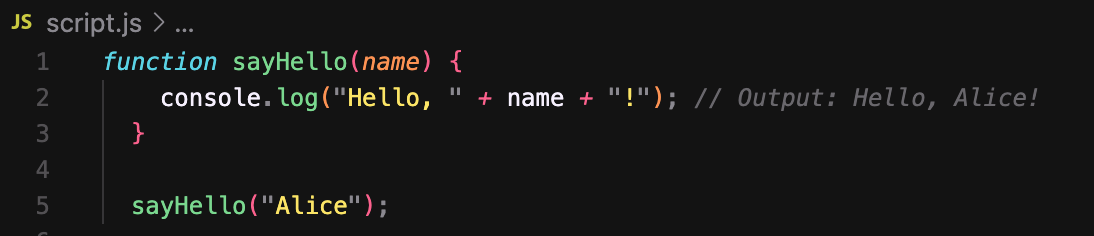 JS script.js > ...
1 function sayHello(name) {
2 console.log("Hello, " + name + "!"); // Output: Hello, Alice!
3 }
4
5 sayHello("Alice");